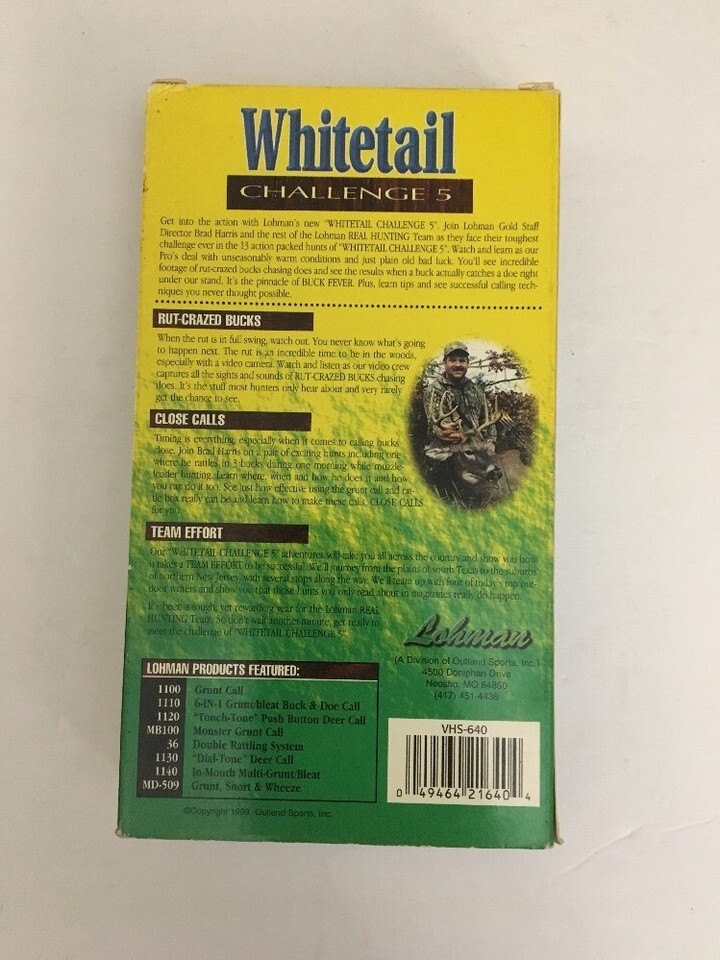 Whitetail
CHALLENGE 5
Get into the action with Lohman's new "WHITETAIL CHALLENGE 5". Join Lohman Gold Staff
Director Brad Harris and the rest of the Lohman REAL HUNTING Team as they face their toughest
challenge ever in the 13 action packed hunts of "WHITETAIL CHALLENGE 5". Watch and learn as our
Pro's deal with unseasonably warm conditions and just plain old bad luck. You'll see incredible
footage of rut-crazed bucks chasing does and see the results when a buck actually catches a doe right
under our stand. It's the pinnacle of BUCK FEVER. Plus, learn tips and see successful calling tech-
niques you never thought possible.
RUT-CRAZED BUCKS
When the rut is in full swing, watch out. You never know what's going
to happen next. The rut is an incredible time to be in the woods,
especially with a video camera. Watch and listen as our video crew
captures all the sights and sounds of RUT-CRAZED BUCKS chasing
does. It's the stuff most hunters only hear about and very rarely
get the chance to see.
CLOSE CALLS
Timing is everything, especially when it comes to calling bucks
close. Join Brad Harris on a pair of exciting hunts including one
where he rattles in 3 bucks during one morning while muzzle-
loader hunting. Learn where, when and how he does it and how
you can do it too. See just how effective using the grunt call and rat-
tle box really can be and learn how to make these calls, CLOSE CALLS
for you.
TEAM EFFORT
Our "WHITETAIL CHALLENGE 5" adventures will take you all across the country and show you how
it takes a TEAM EFFORT to be successful. We'll journey from the plains of south Texas to the suburbs
of northern New Jersey, with several stops along the way. We'll team up with four of today's top out-
door writers and show you that those hunts you only read about in magazines really do happen.
It's been a tough, yet rewarding year for the Lohman REAL
HUNTING Team. So don't wait another minute, get ready to
meet the challenge of "WHITETAIL CHALLENGE 5".
Lohman
(A Division of Outland Sports, Inc.)
4500 Doniphan Drive
Neosho, MO 64850
(417) 451-4438
LOHMAN PRODUCTS FEATURED:
1100 Grunt Call
1110 6-IN-1 Grunt/bleat Buck & Doe Call
1120 "Touch-Tone" Push Button Deer Call
MB100 Monster Grunt Call
36 Double Rattling System
1130 "Dial-Tone" Deer Call
1140 In-Mouth Multi-Grunt/Bleat
MD-509 Grunt, Snort & Wheeze
VHS-640
0 49464 21640 4
©Copyright 1999 Outland Sports, Inc.